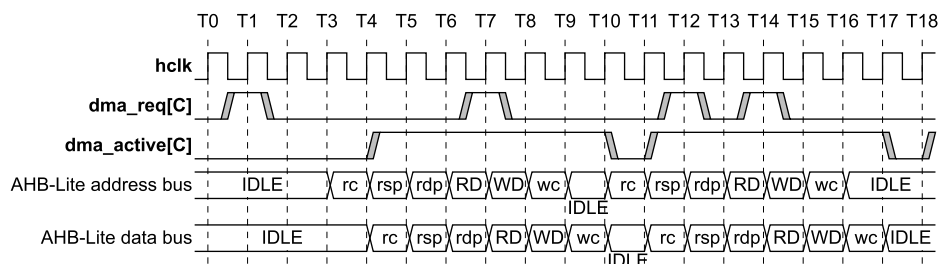 T0 T1 T2 T3 T4 T5 T6 T7 T8 T9 T10 T11 T12 T13 T14 T15 T16 T17 T18
hclk
dma_req[C]
dma_active[C]
AHB-Lite address bus IDLE rc rsp rdp RD WD wc IDLE rc rsp rdp RD WD wc IDLE
AHB-Lite data bus IDLE rc rsp rdp RD WD wc IDLE rc rsp rdp RD WD wc IDLE